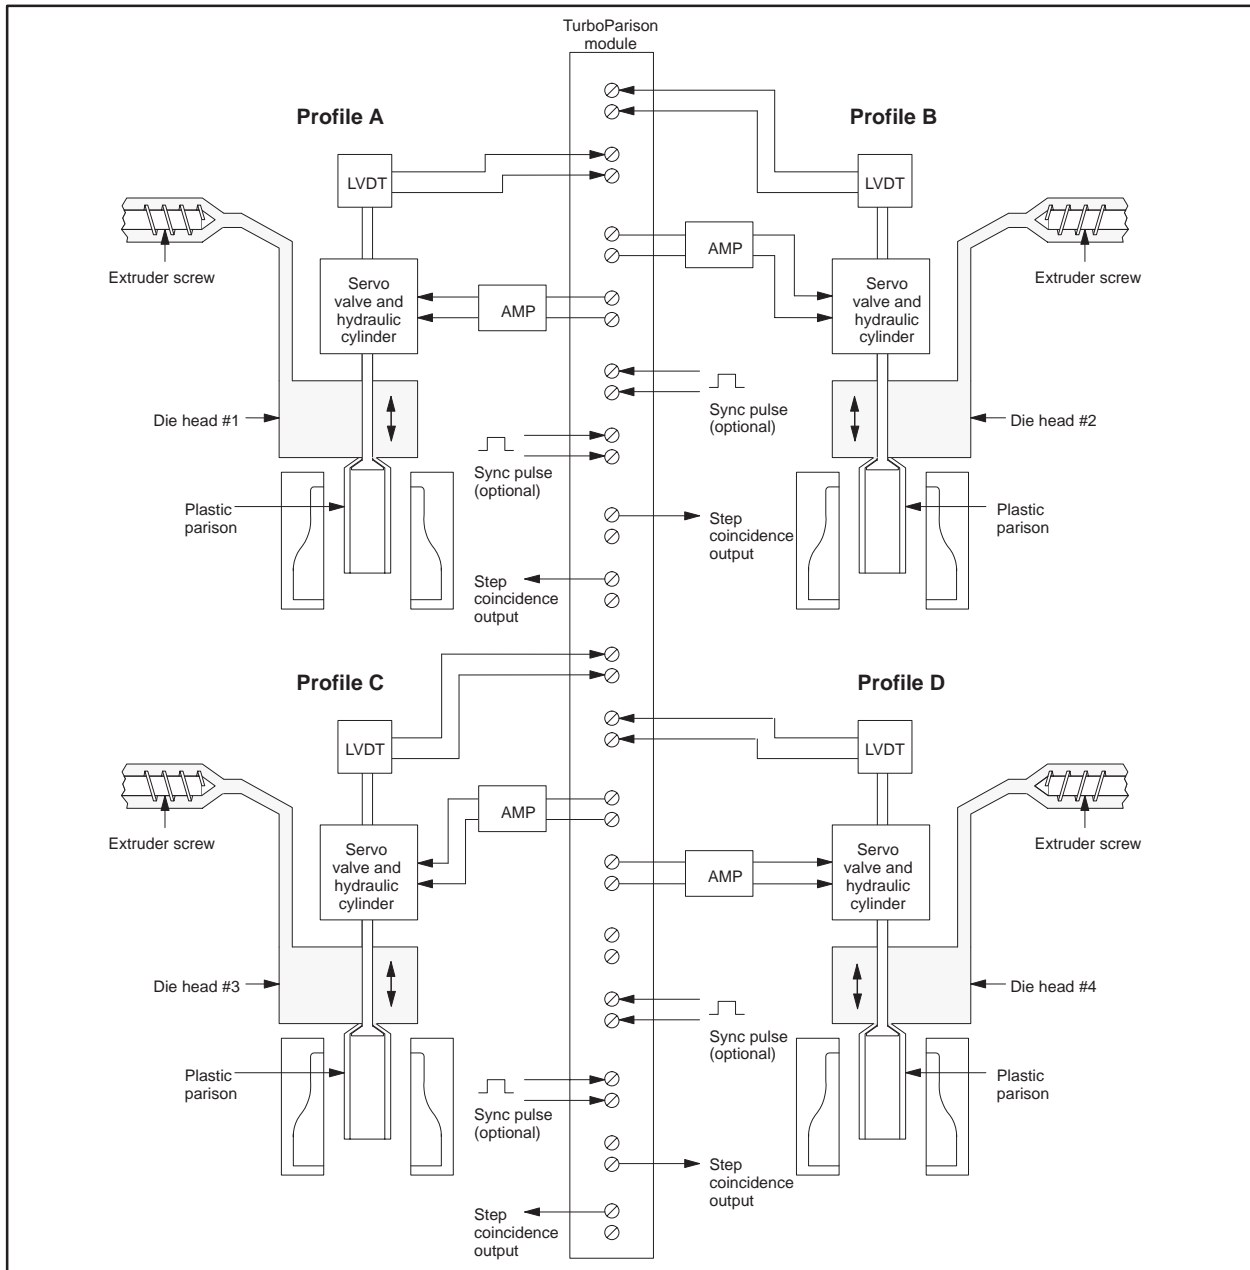 TurboParison
module
Profile A
Profile B
LVDT
LVDT
AMP
Extruder screw
Servo
valve and
hydraulic
cylinder
AMP
Servo
valve and
hydraulic
cylinder
Extruder screw
Die head #1
Sync pulse
(optional)
Die head #2
Sync pulse
(optional)
Plastic
parison
Step
coincidence
output
Plastic
parison
Step
coincidence
output
Profile C
Profile D
LVDT
LVDT
AMP
Extruder screw
Servo
valve and
hydraulic
cylinder
AMP
Servo
valve and
hydraulic
cylinder
Extruder screw
Die head #3
Die head #4
Sync pulse
(optional)
Plastic
parison
Sync pulse
(optional)
Plastic
parison
Step
coincidence
output
Step
coincidence
output